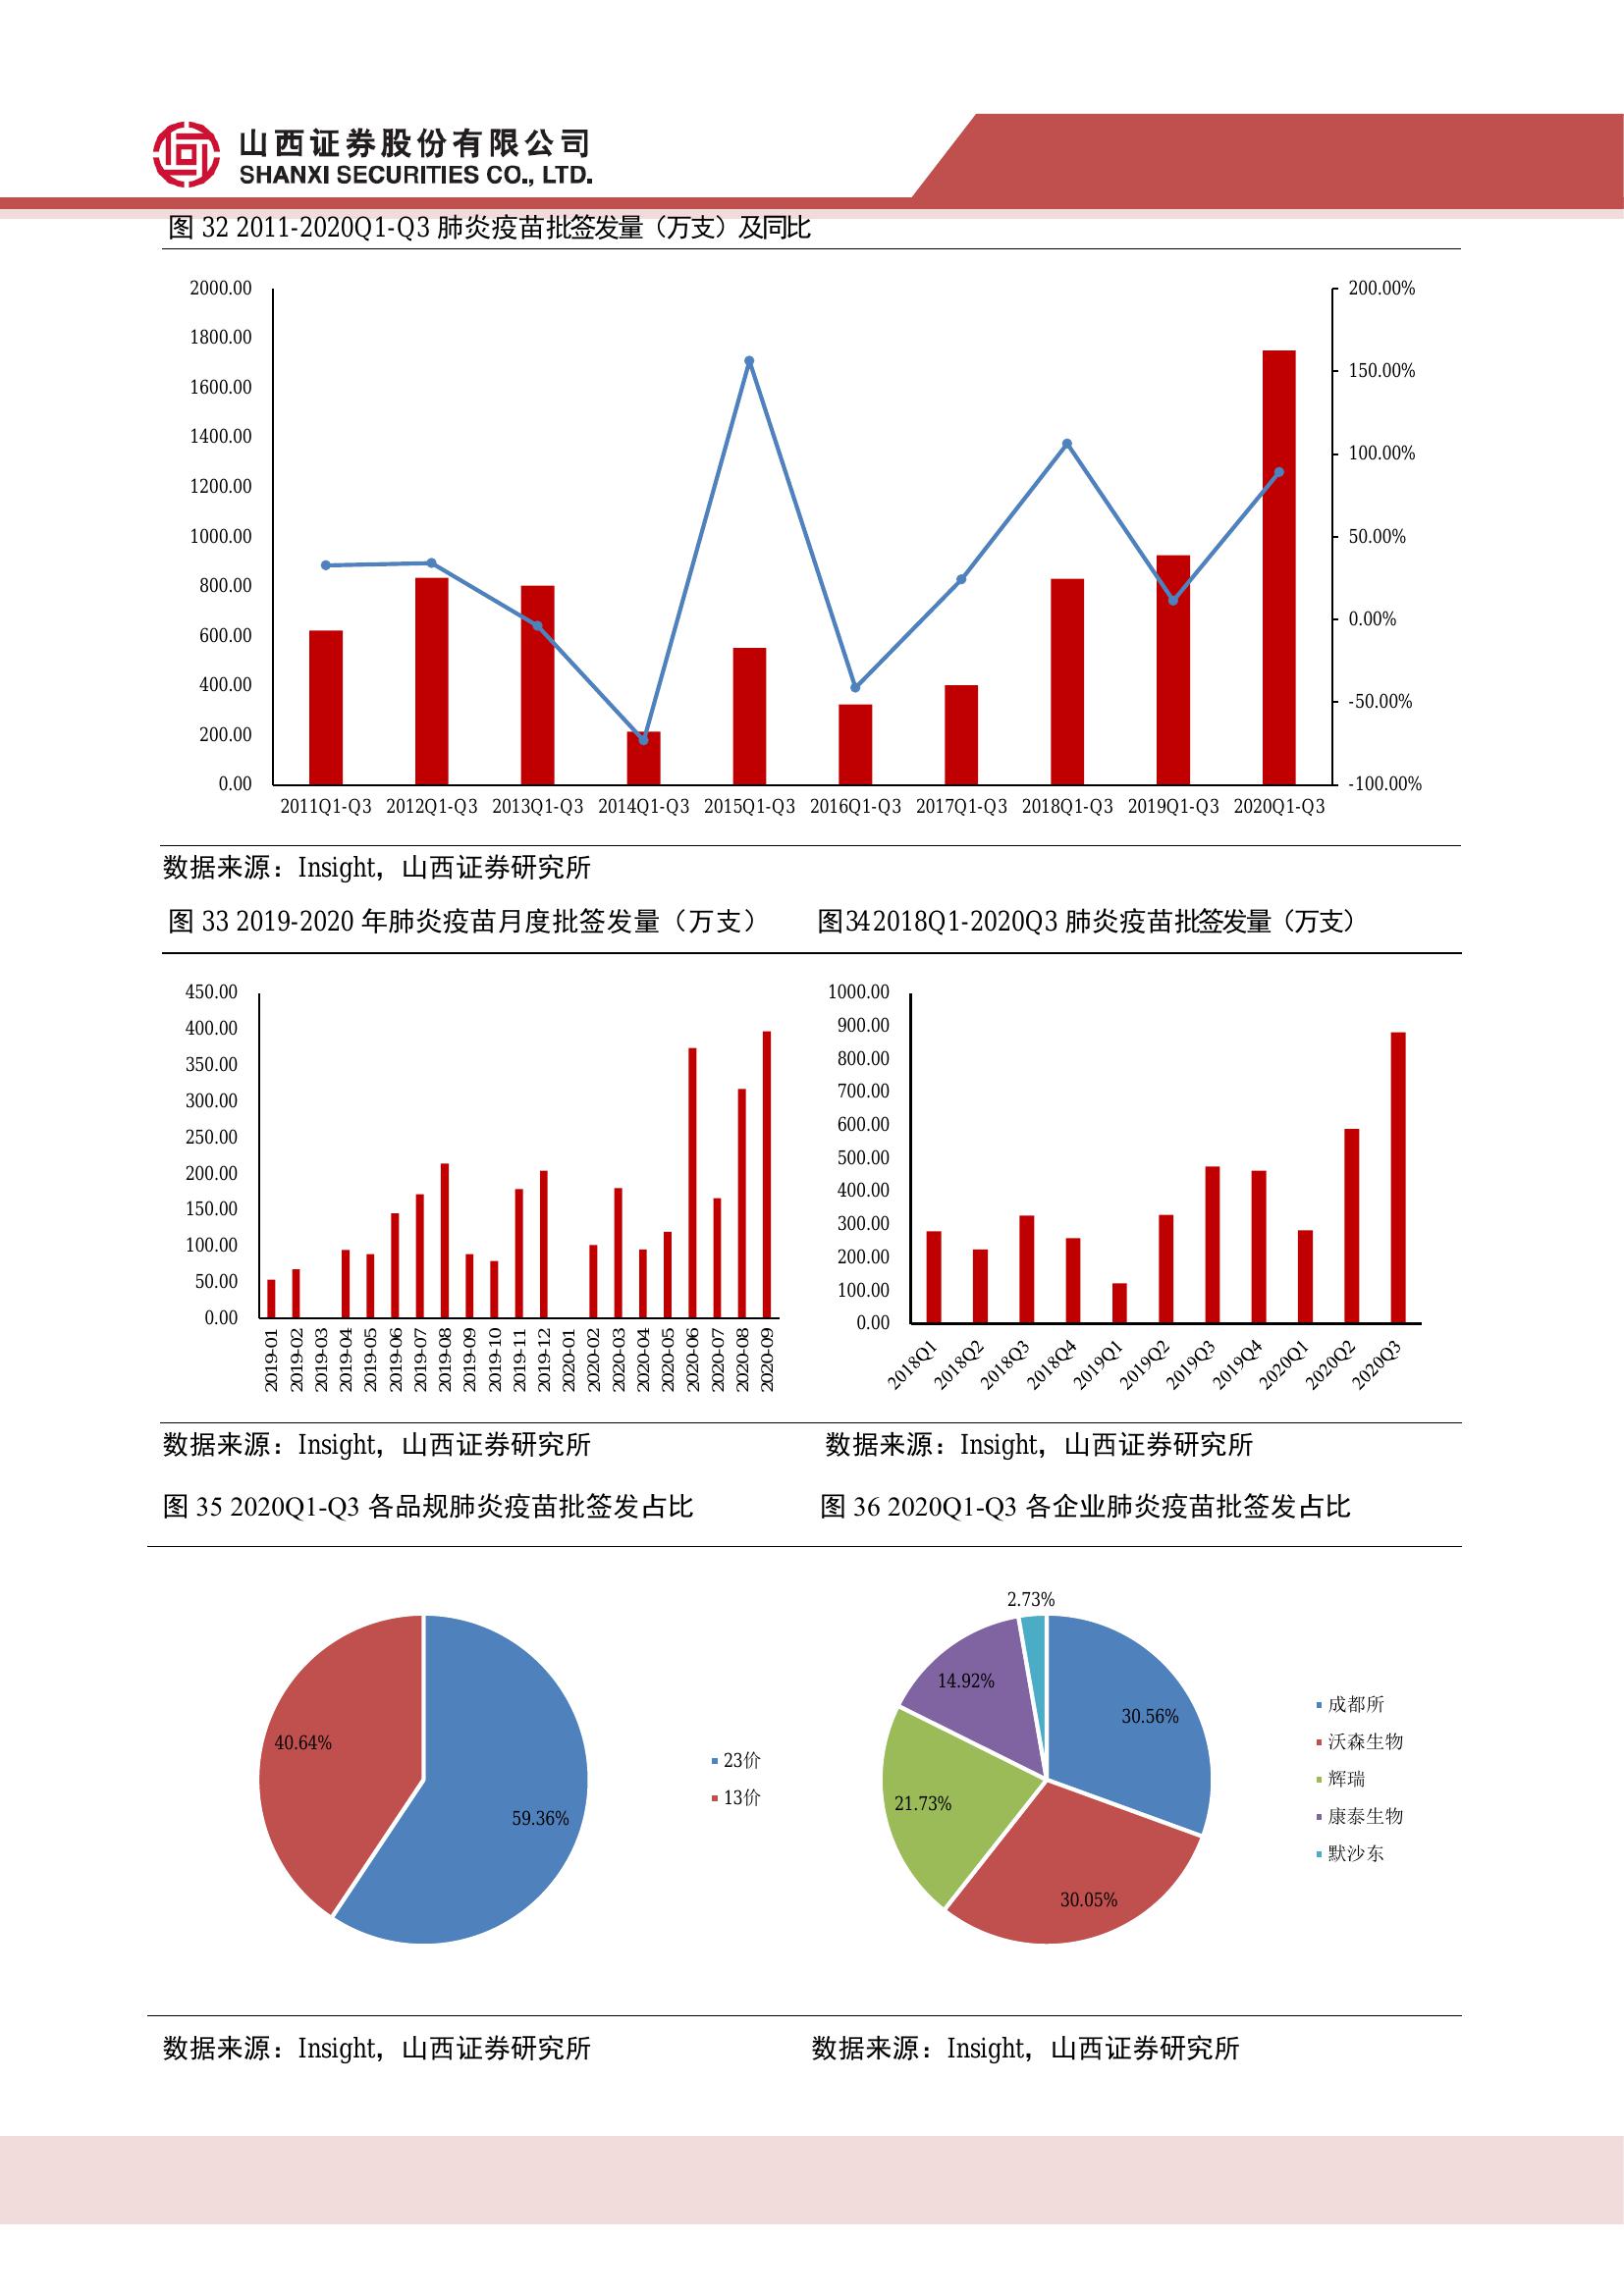 山西证券股份有限公司
SHANXI SECURITIES CO., LTD.
图 32 2011-2020Q1-Q3 肺炎疫苗批签发量（万支）及同比
2000.00
1800.00
1600.00
1400.00
1200.00
1000.00
800.00
600.00
400.00
200.00
0.00
200.00%
150.00%
100.00%
50.00%
0.00%
-50.00%
-100.00%
2011Q1-Q3 2012Q1-Q3 2013Q1-Q3 2014Q1-Q3 2015Q1-Q3 2016Q1-Q3 2017Q1-Q3 2018Q1-Q3 2019Q1-Q3 2020Q1-Q3
数据来源：Insight，山西证券研究所
图 33 2019-2020 年肺炎疫苗月度批签发量（万支）
450.00
400.00
350.00
300.00
250.00
200.00
150.00
100.00
50.00
0.00
2019-01 2019-02 2019-03 2019-04 2019-05 2019-06 2019-07 2019-08 2019-09 2019-10 2019-11 2019-12 2020-01 2020-02 2020-03 2020-04 2020-05 2020-06 2020-07 2020-08 2020-09
数据来源：Insight，山西证券研究所
图342018Q1-2020Q3 肺炎疫苗批签发量（万支）
1000.00
900.00
800.00
700.00
600.00
500.00
400.00
300.00
200.00
100.00
0.00
2018Q1 2018Q2 2018Q3 2018Q4 2019Q1 2019Q2 2019Q3 2019Q4 2020Q1 2020Q2 2020Q3
数据来源：Insight，山西证券研究所
图 35 2020Q1-Q3 各品规肺炎疫苗批签发占比
40.64%
59.36%
23价
13价
数据来源：Insight，山西证券研究所
图 36 2020Q1-Q3 各企业肺炎疫苗批签发占比
2.73%
14.92%
30.56%
21.73%
30.05%
成都所
沃森生物
辉瑞
康泰生物
默沙东
数据来源：Insight，山西证券研究所